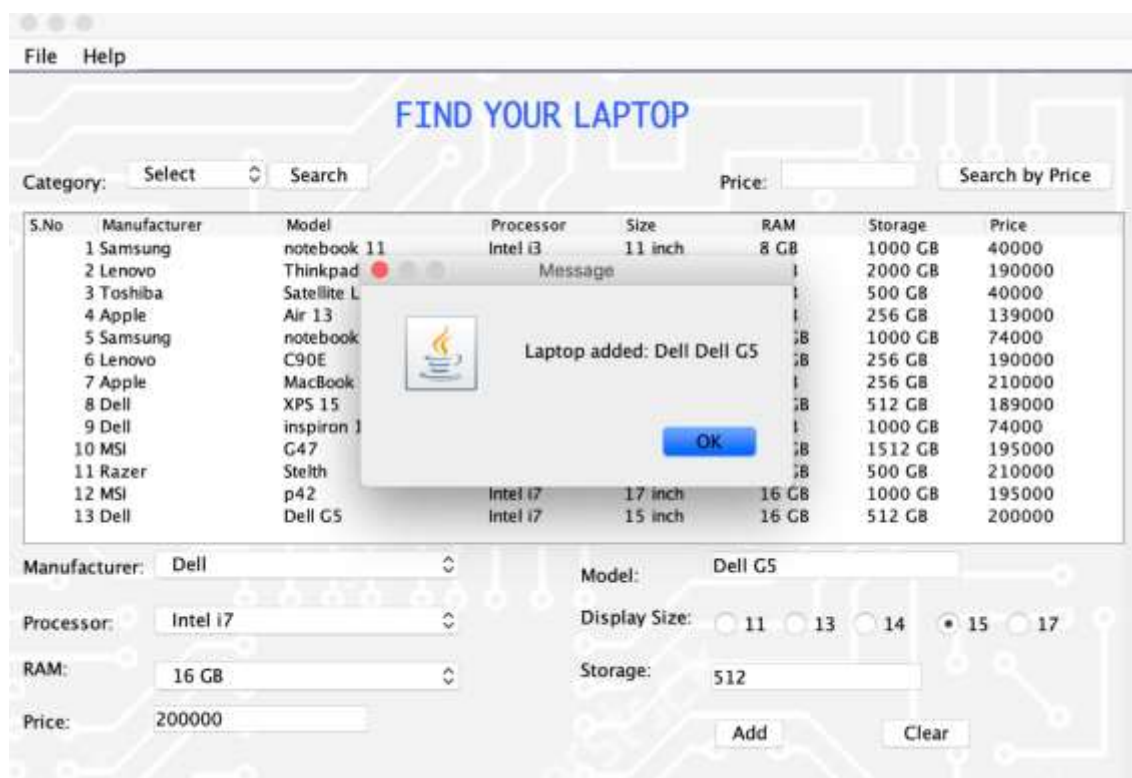 File Help
FIND YOUR LAPTOP
Category: Select Search Price: Search by Price
S.No Manufacturer Model Processor Size RAM Storage Price
1 Samsung notebook 11 Intel i3 11 inch 8 GB 1000 GB 40000
2 Lenovo Thinkpad 2000 GB 190000
3 Toshiba Satellite L 500 GB 40000
4 Apple Air 13 256 GB 139000
5 Samsung notebook GB 1000 GB 74000
6 Lenovo C90E GB 256 GB 190000
7 Apple MacBook 256 GB 210000
8 Dell XPS 15 GB 512 GB 189000
9 Dell inspiron 1000 GB 74000
10 MSI G47 GB 1512 GB 195000
11 Razer Stelth GB 500 GB 210000
12 MSI p42 Intel i7 17 inch 16 GB 1000 GB 195000
13 Dell Dell G5 Intel i7 15 inch 16 GB 512 GB 200000
Message
Laptop added: Dell Dell G5
OK
Manufacturer: Dell Model: Dell G5
Processor: Intel i7 Display Size: 11 13 14 15 17
RAM: 16 GB Storage: 512
Price: 200000 Add Clear